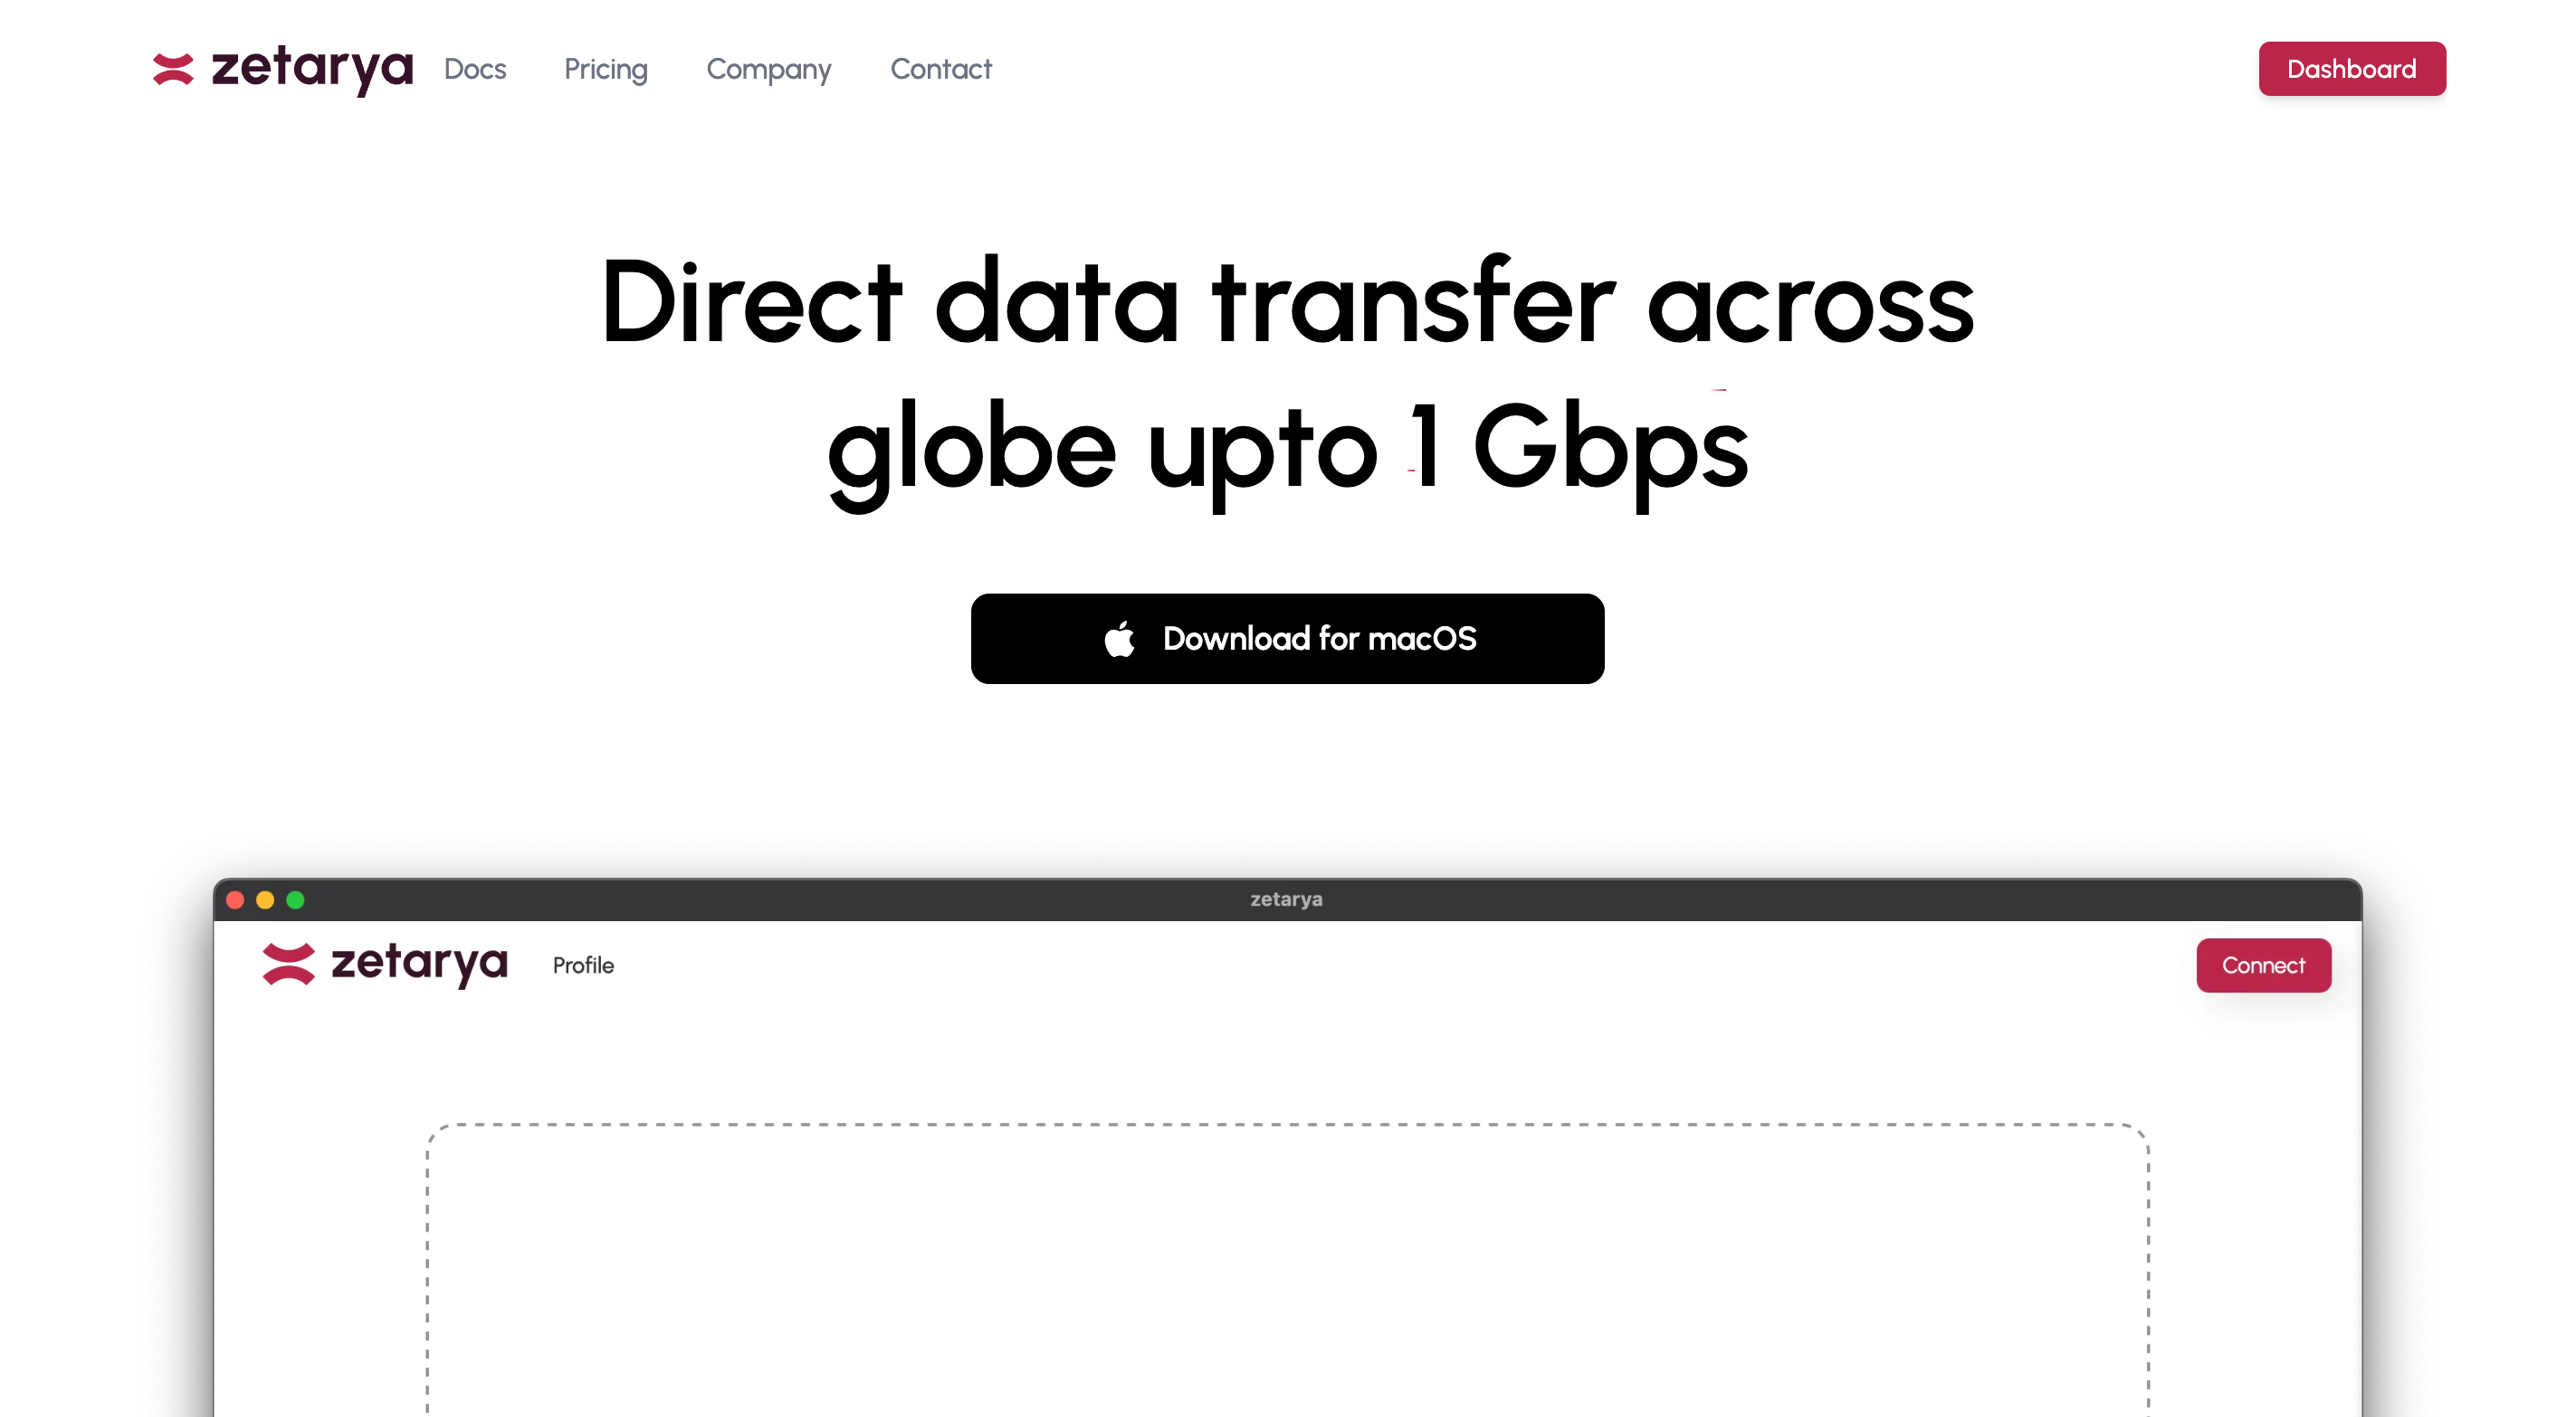 zetarya Docs Pricing Company Contact Dashboard
Direct data transfer across
globe upto 1 Gbps
Download for macOS
zetarya
zetarya Profile Connect